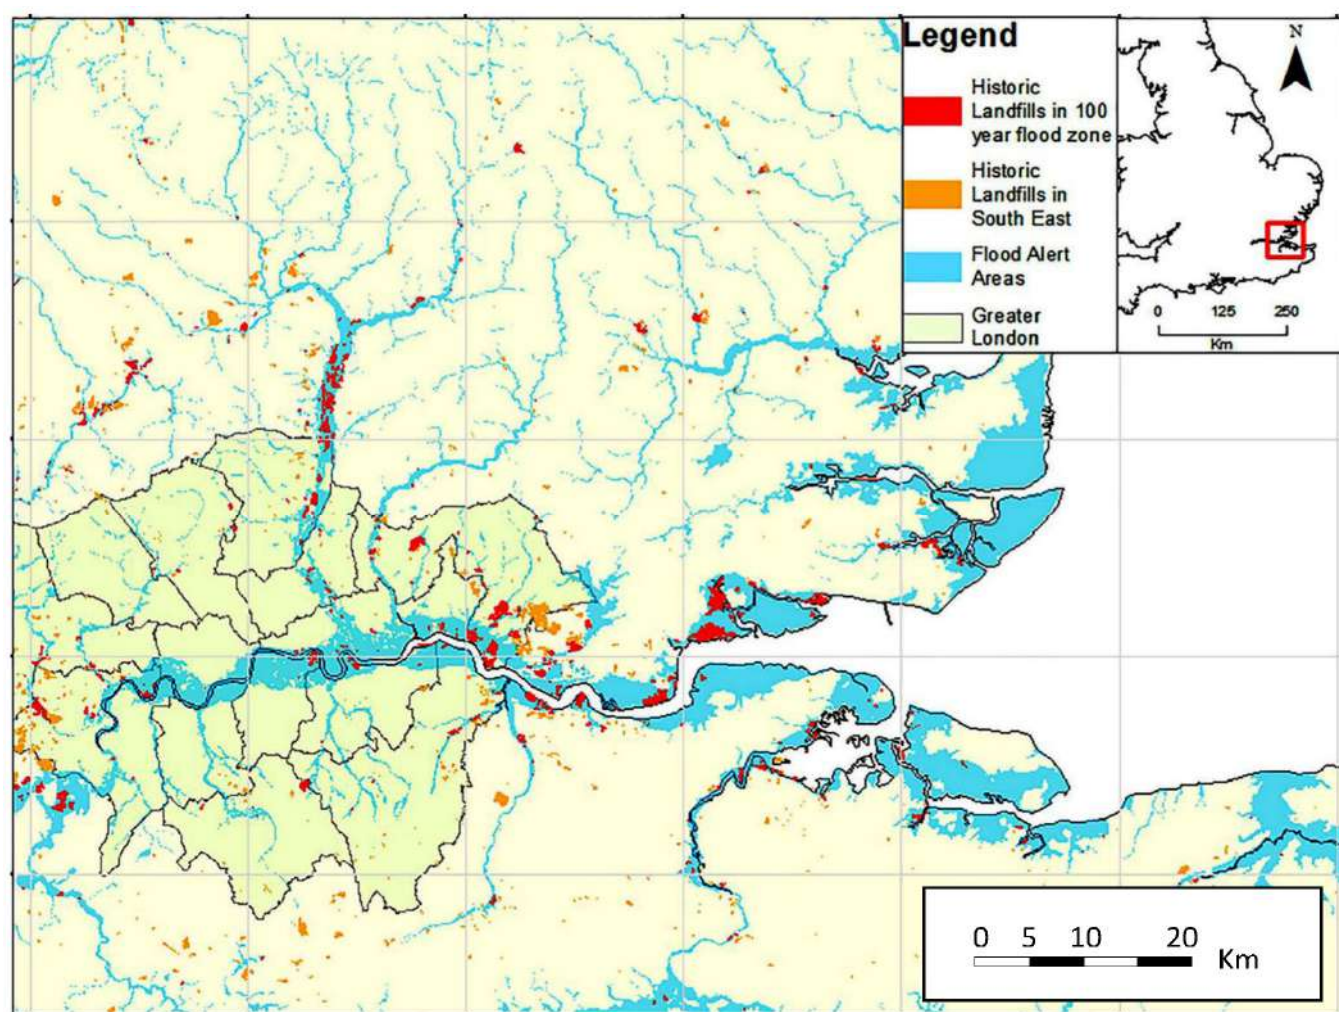 Legend
Historic
Landfills in 100
year flood zone
Historic
Landfills in
South East
Flood Alert
Areas
Greater
London
N
0 125 250
Km
0 5 10 20 Km